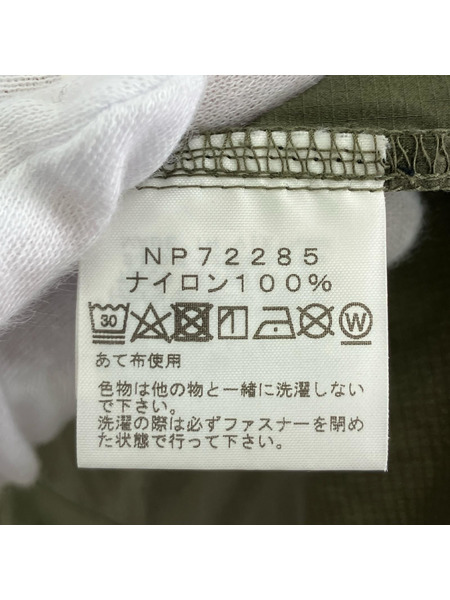 NP72285
ナイロン100%
30 W
あて布使用
色物は他の物と一緒に洗濯しない
で下さい。
洗濯の際は必ずファスナーを閉め
た状態で行って下さい。